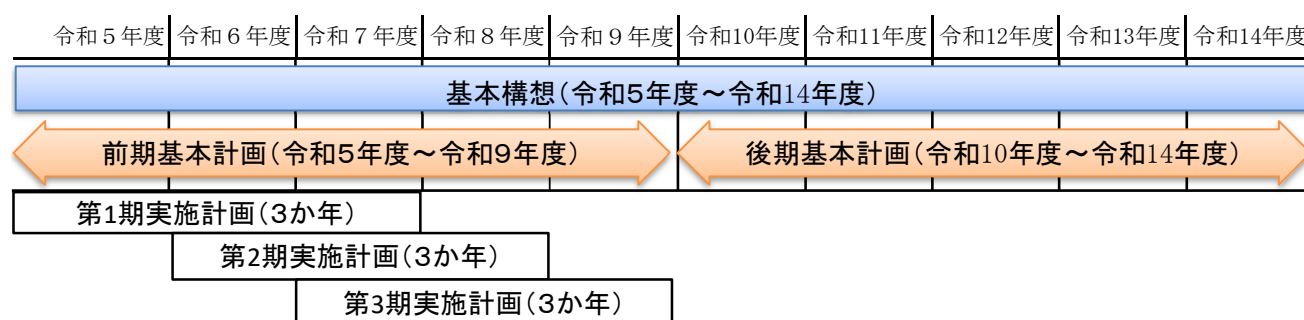 令和５年度 令和６年度 令和７年度 令和８年度 令和９年度 令和10年度 令和11年度 令和12年度 令和13年度 令和14年度
基本構想（令和５年度～令和14年度）
前期基本計画（令和５年度～令和９年度） 後期基本計画（令和10年度～令和14年度）
第1期実施計画（３か年）
第2期実施計画（３か年）
第3期実施計画（３か年）